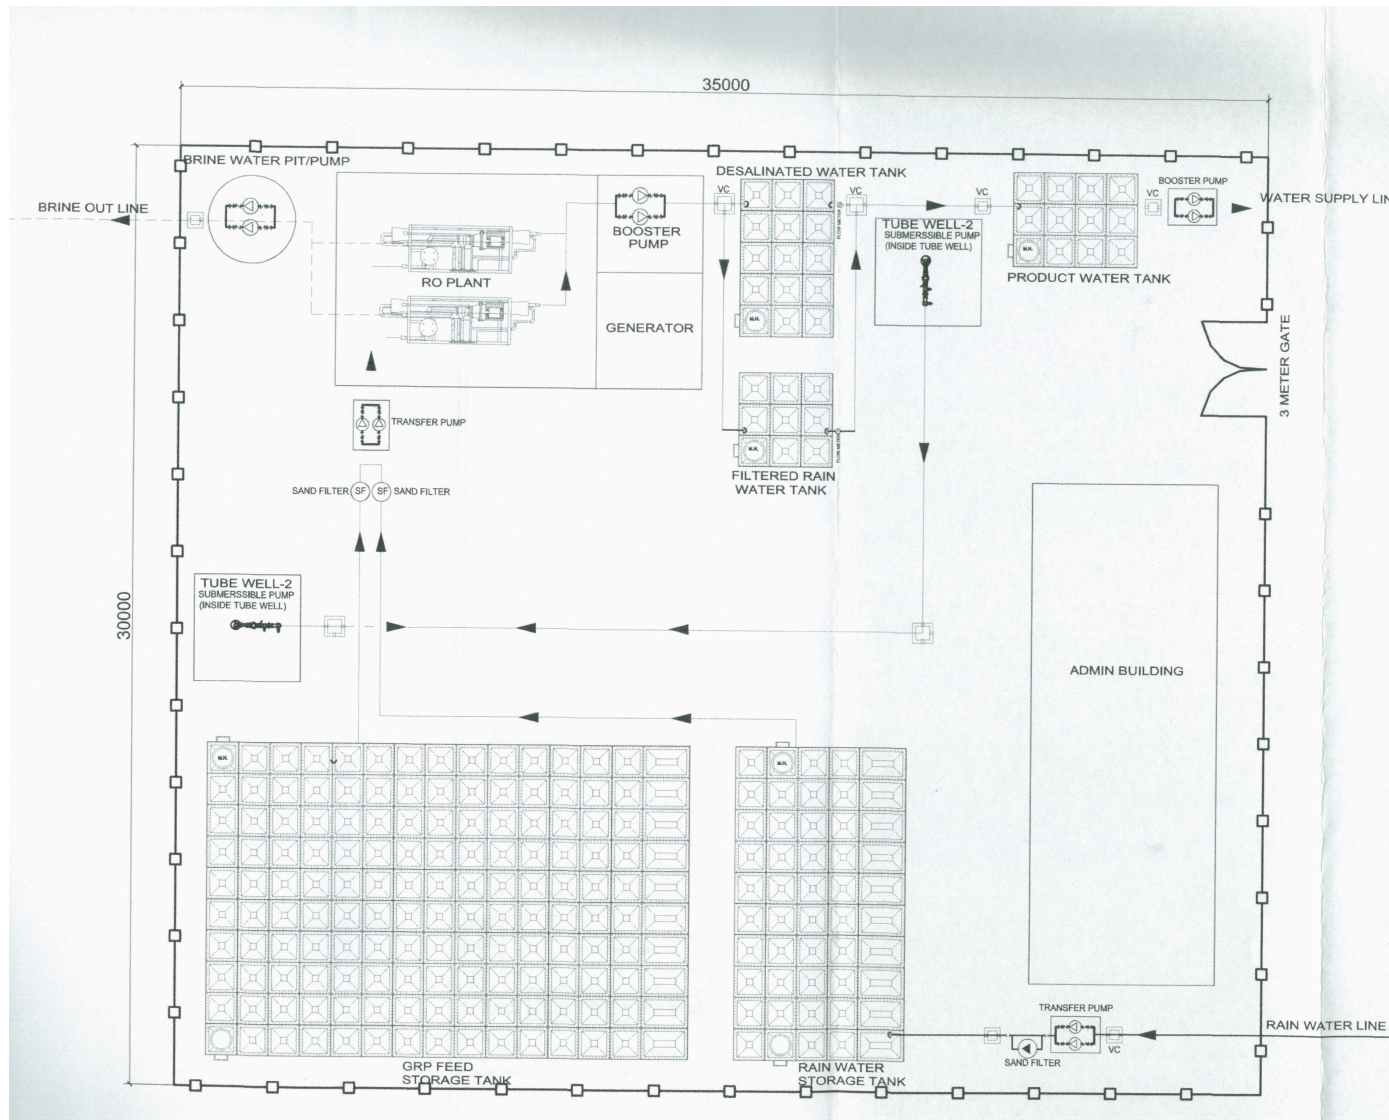 35000
BRINE WATER PIT/PUMP
BRINE OUT LINE
30000
RO PLANT
BOOSTER
PUMP
GENERATOR
TRANSFER PUMP
SAND FILTER
SF
SF
SAND FILTER
VC
DESALINATED WATER TANK
M.H.
FLOW METER
VC
M.H.
FLOW METER
FILTERED RAIN
WATER TANK
TUBE WELL-2
SUBMERSSIBLE PUMP
(INSIDE TUBE WELL)
VC
M.H.
PRODUCT WATER TANK
VC
BOOSTER PUMP
WATER SUPPLY LIN
3 METER GATE
TUBE WELL-2
SUBMERSSIBLE PUMP
(INSIDE TUBE WELL)
ADMIN BUILDING
M.H.
GRP FEED
STORAGE TANK
M.H.
RAIN WATER
STORAGE TANK
SAND FILTER
TRANSFER PUMP
VC
RAIN WATER LINE